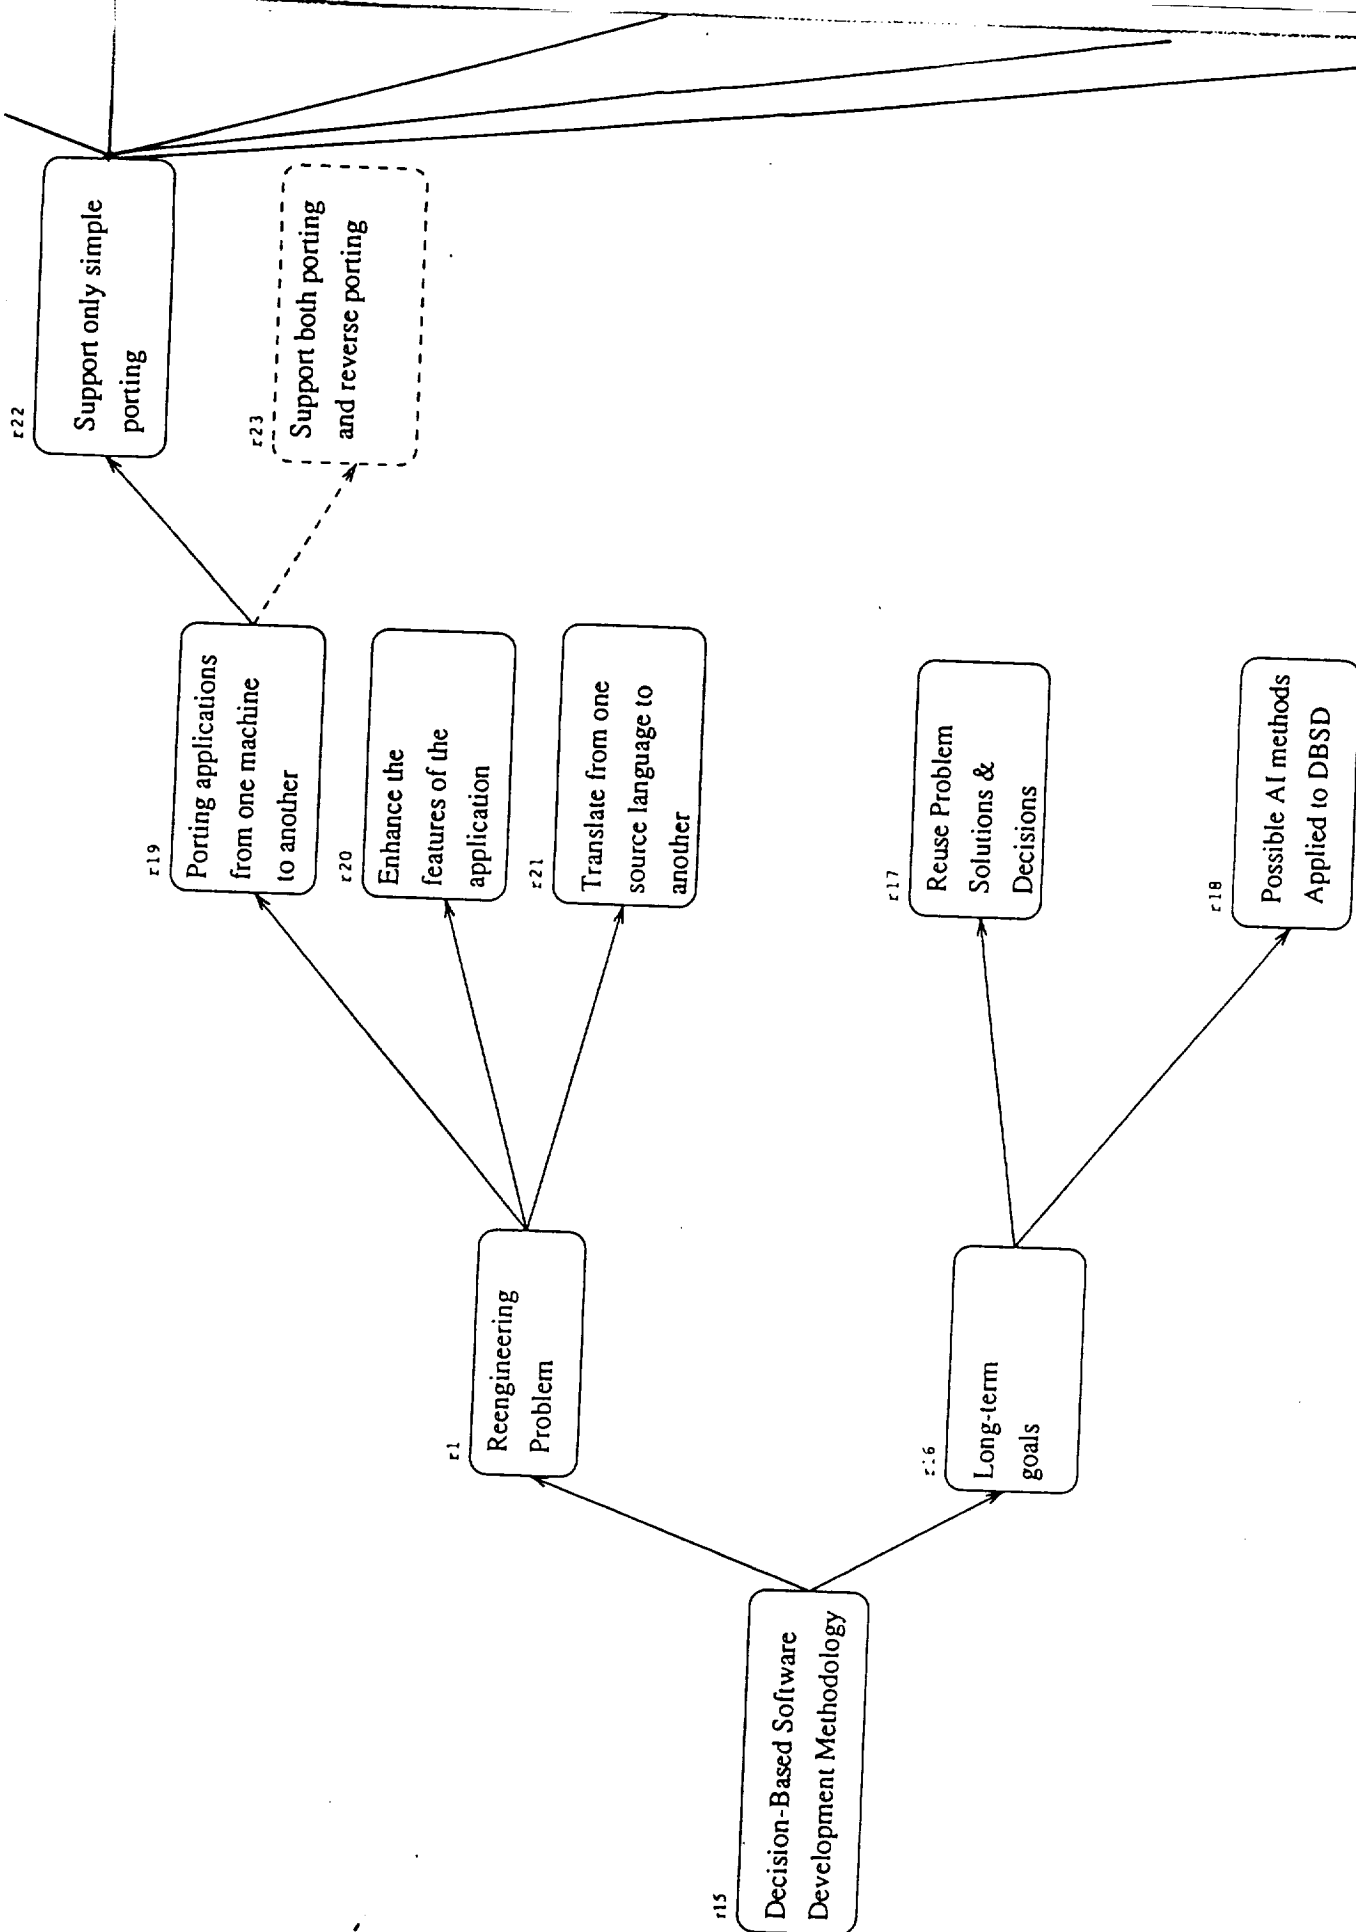 r15
Decision-Based Software
Development Methodology
r1
Reengineering
Problem
r16
Long-term
goals
r19
Porting applications
from one machine
to another
r20
Enhance the
features of the
application
r21
Translate from one
source language to
another
r17
Reuse Problem
Solutions &
Decisions
r18
Possible AI methods
Applied to DBSD
r22
Support only simple
porting
r23
Support both porting
and reverse porting